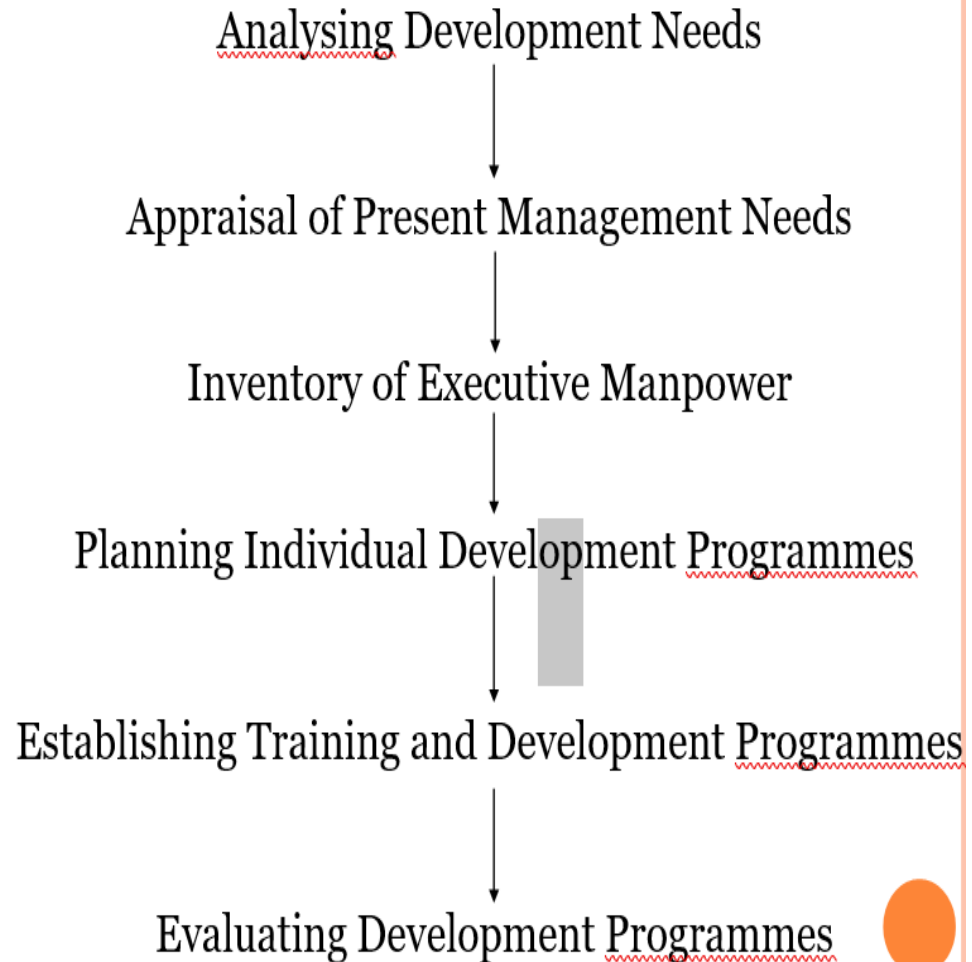 Analysing Development Needs
Appraisal of Present Management Needs
Inventory of Executive Manpower
Planning Individual Development Programmes
Establishing Training and Development Programmes
Evaluating Development Programmes